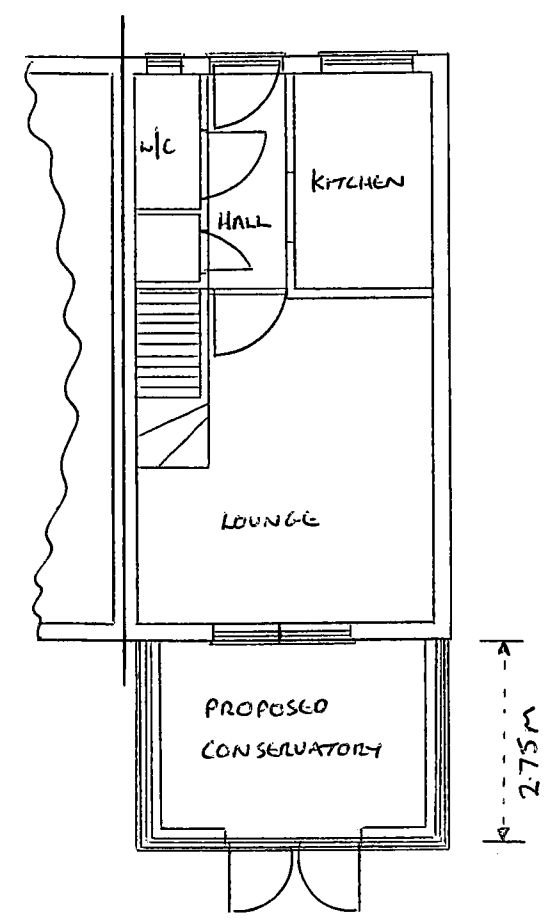 W/C
KITCHEN
HALL
LOUNGE
PROPOSED
CONSERVATORY
2.75M